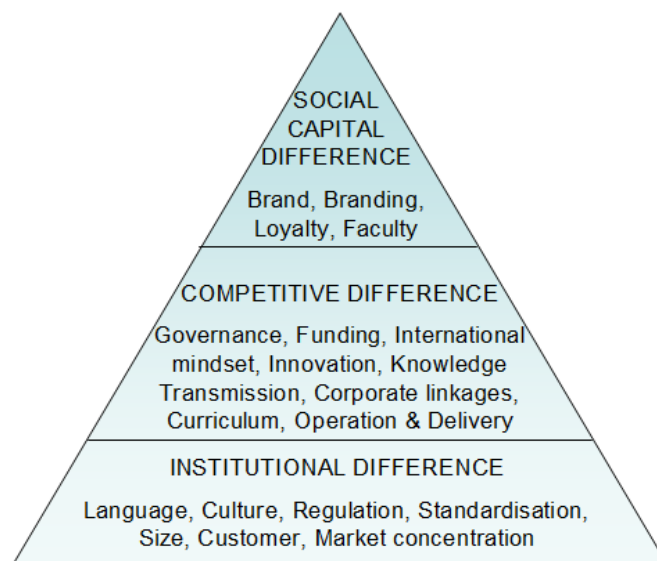 SOCIAL
CAPITAL
DIFFERENCE
Brand, Branding,
Loyalty, Faculty
COMPETITIVE DIFFERENCE
Governance, Funding, International
mindset, Innovation, Knowledge
Transmission, Corporate linkages,
Curriculum, Operation & Delivery
INSTITUTIONAL DIFFERENCE
Language, Culture, Regulation, Standardisation,
Size, Customer, Market concentration